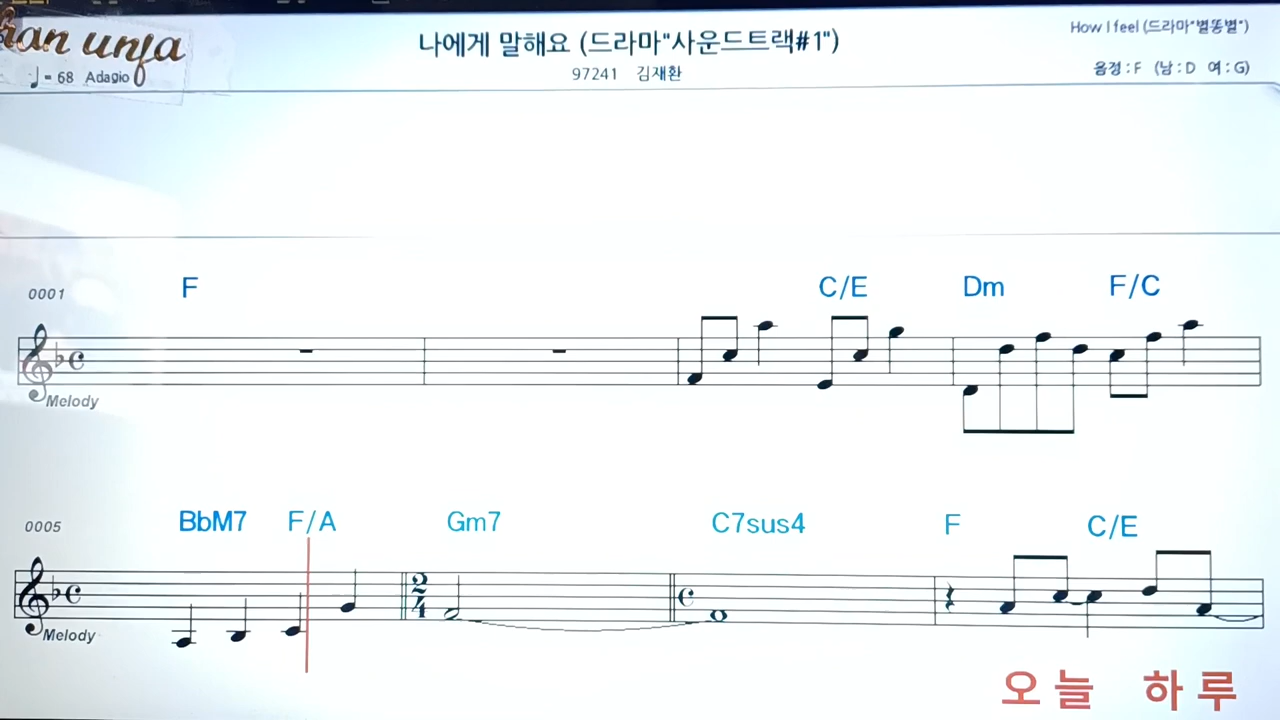 나에게 말해요 (드라마"사운드트랙#1")
How I feel (드라마"별똥별")
♩= 68 Adagio
97241 김재환
음정 : F (남 : D 여 : G)
0001 F C/E Dm F/C
Melody
0005 BbM7 F/A Gm7 C7sus4 F C/E
2
4
Melody
오늘 하루